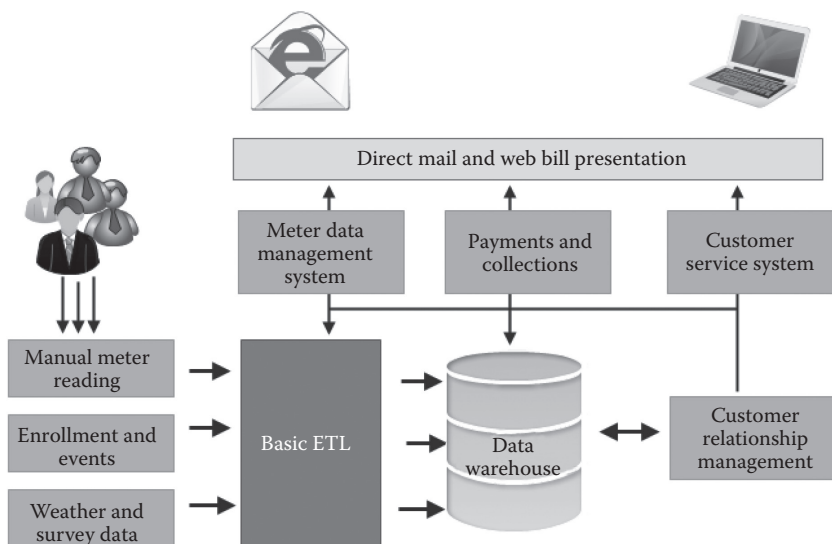 Direct mail and web bill presentation
Meter data
management
system
Payments and
collections
Customer
service system
Manual meter
reading
Enrollment and
events
Weather and
survey data
Basic ETL
Data
warehouse
Customer
relationship
management